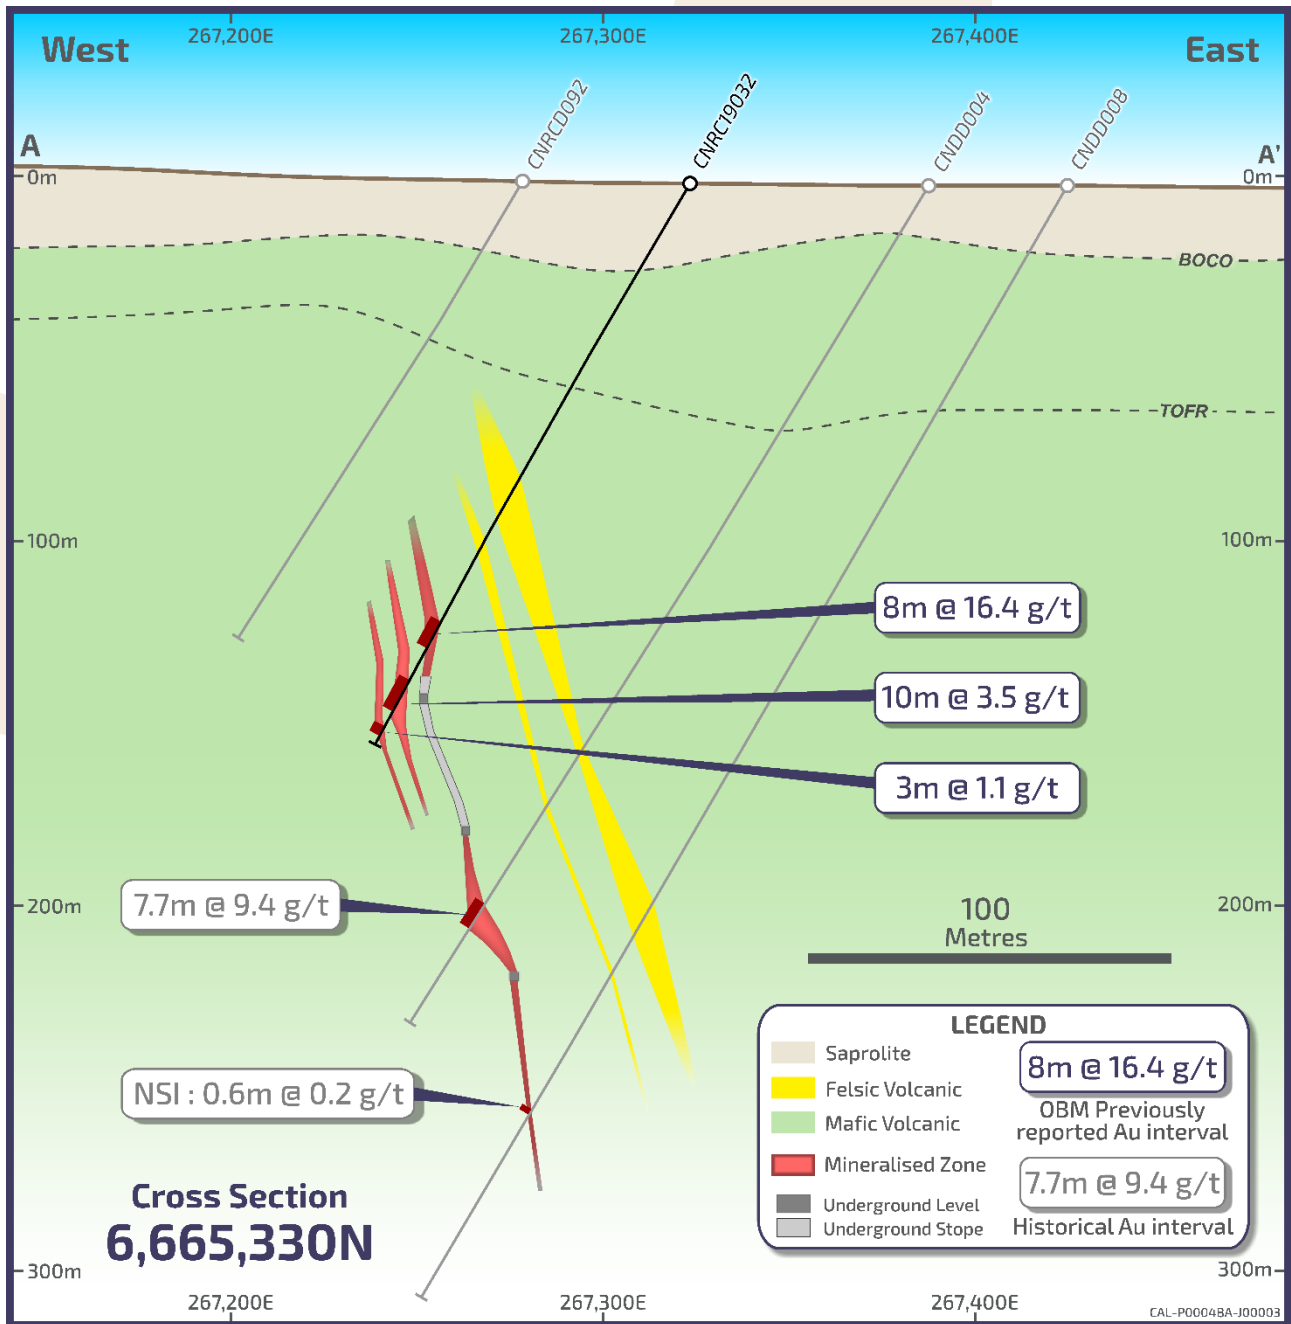 267,200E
267,300E
267,400E
West
East
CNRCD092
CNRC19032
CNDD004
CNDD008
A
A'
0m
0m
BOCO
TOFR
100m
100m
8m @ 16.4 g/t
10m @ 3.5 g/t
3m @ 1.1 g/t
7.7m @ 9.4 g/t
200m
200m
100
Metres
NSI : 0.6m @ 0.2 g/t
LEGEND
Saprolite
Felsic Volcanic
Mafic Volcanic
Mineralised Zone
Underground Level
Underground Stope
8m @ 16.4 g/t
OBM Previously
reported Au interval
7.7m @ 9.4 g/t
Historical Au interval
Cross Section
6,665,330N
300m
300m
267,200E
267,300E
267,400E
CAL-P0004BA-J00003